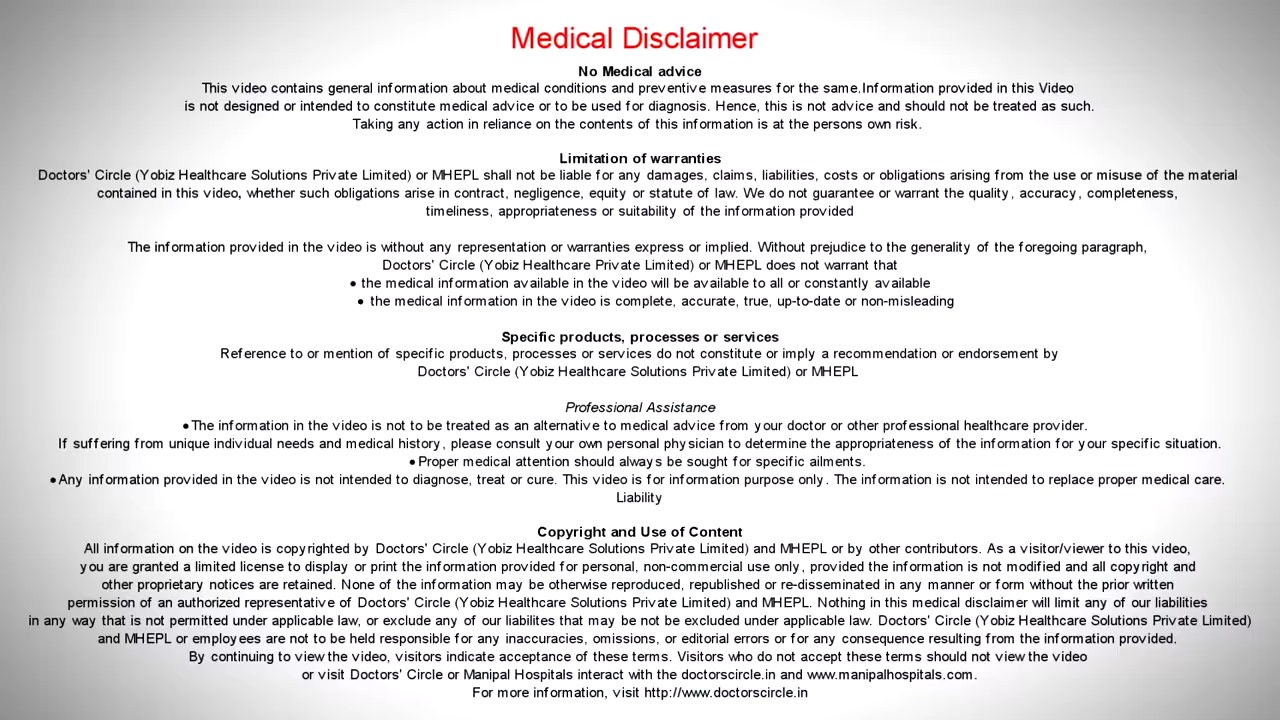 Medical Disclaimer
No Medical advice
This video contains general information about medical conditions and preventive measures for the same.Information provided in this Video
is not designed or intended to constitute medical advice or to be used for diagnosis. Hence, this is not advice and should not be treated as such.
Taking any action in reliance on the contents of this information is at the persons own risk.
Limitation of warranties
Doctors' Circle (Yobiz Healthcare Solutions Private Limited) or MHEPL shall not be liable for any damages, claims, liabilities, costs or obligations arising from the use or misuse of the material
contained in this video, whether such obligations arise in contract, negligence, equity or statute of law. We do not guarantee or warrant the quality, accuracy, completeness,
timeliness, appropriateness or suitability of the information provided
The information provided in the video is without any representation or warranties express or implied. Without prejudice to the generality of the foregoing paragraph,
Doctors' Circle (Yobiz Healthcare Private Limited) or MHEPL does not warrant that
• the medical information available in the video will be available to all or constantly available
• the medical information in the video is complete, accurate, true, up-to-date or non-misleading
Specific products, processes or services
Reference to or mention of specific products, processes or services do not constitute or imply a recommendation or endorsement by
Doctors' Circle (Yobiz Healthcare Solutions Private Limited) or MHEPL
Professional Assistance
•The information in the video is not to be treated as an alternative to medical advice from your doctor or other professional healthcare provider.
If suffering from unique individual needs and medical history, please consult your own personal physician to determine the appropriateness of the information for your specific situation.
•Proper medical attention should always be sought for specific ailments.
•Any information provided in the video is not intended to diagnose, treat or cure. This video is for information purpose only. The information is not intended to replace proper medical care.
Liability
Copyright and Use of Content
All information on the video is copyrighted by Doctors' Circle (Yobiz Healthcare Solutions Private Limited) and MHEPL or by other contributors. As a visitor/viewer to this video,
you are granted a limited license to display or print the information provided for personal, non-commercial use only, provided the information is not modified and all copyright and
other proprietary notices are retained. None of the information may be otherwise reproduced, republished or re-disseminated in any manner or form without the prior written
permission of an authorized representative of Doctors' Circle (Yobiz Healthcare Solutions Private Limited) and MHEPL. Nothing in this medical disclaimer will limit any of our liabilities
in any way that is not permitted under applicable law, or exclude any of our liabilites that may be not be excluded under applicable law. Doctors' Circle (Yobiz Healthcare Solutions Private Limited)
and MHEPL or employees are not to be held responsible for any inaccuracies, omissions, or editorial errors or for any consequence resulting from the information provided.
By continuing to view the video, visitors indicate acceptance of these terms. Visitors who do not accept these terms should not view the video
or visit Doctors' Circle or Manipal Hospitals interact with the doctorscircle.in and www.manipalhospitals.com.
For more information, visit http://www.doctorscircle.in